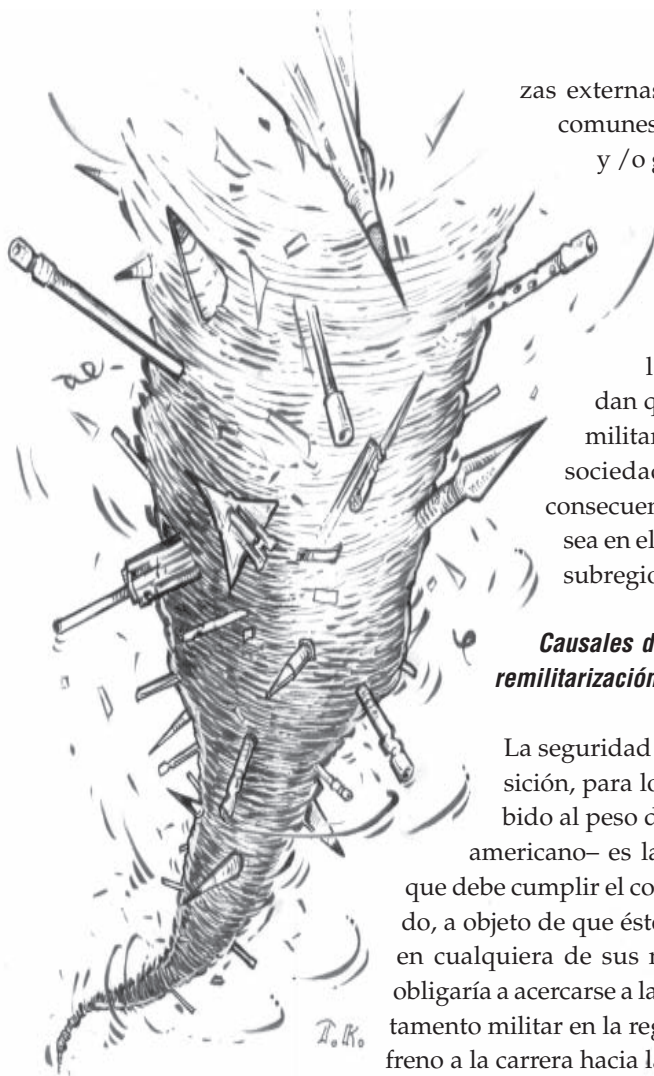 zas externas
comunes
y /o g
l
dan q
militar
sociedad
consecuen
sea en el
subregio
Causales d
remilitarización
La seguridad
sición, para lo
bido al peso d
americano– es la
que debe cumplir el co
do, a objeto de que ést
en cualquiera de sus
obligaría a acercarse a la
tamento militar en la reg
freno a la carrera hacia la
T.K.